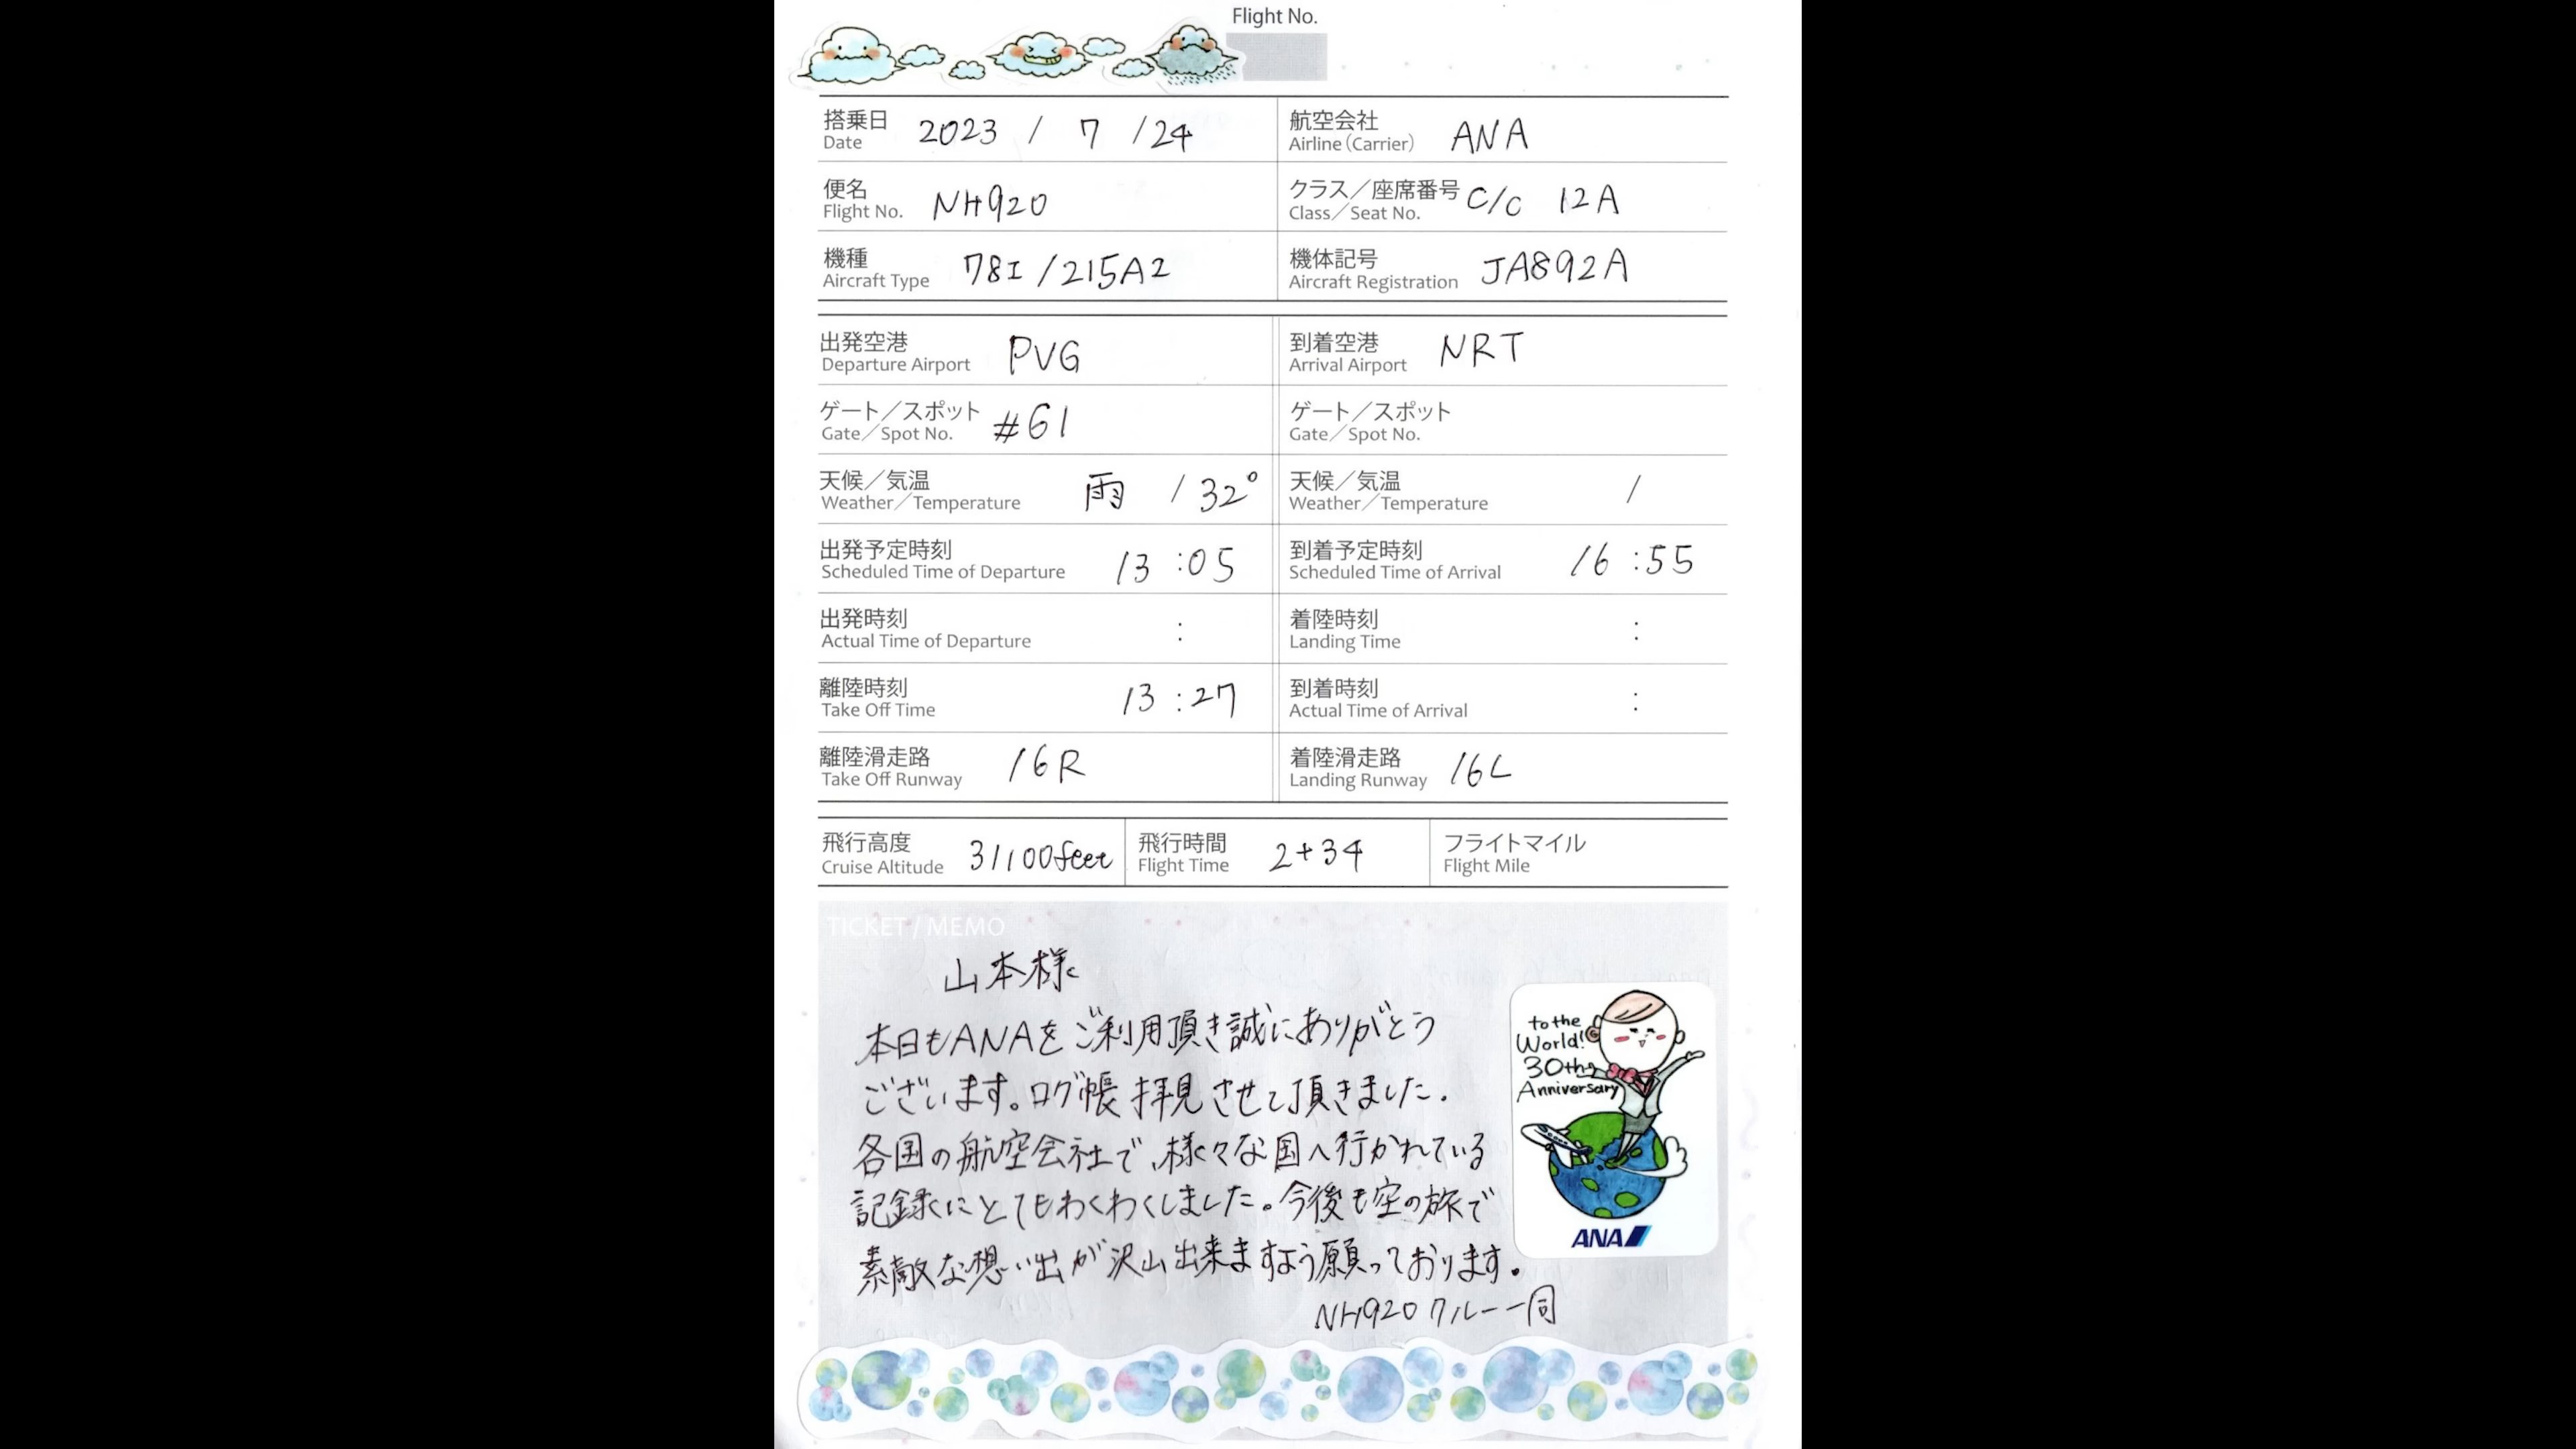 Flight No.
搭乗日 2023 / 7 /24 航空会社 ANA
Date Airline(Carrier)
便名 NH920 クラス/座席番号 C/C 12A
Flight No. Class/Seat No.
機種 78I/215A2 機体記号 JA892A
Aircraft Type Aircraft Registration
出発空港 PVG 到着空港 NRT
Departure Airport Arrival Airport
ゲート/スポット #61 ゲート/スポット
Gate/Spot No. Gate/Spot No.
天候/気温 雨 / 32° 天候/気温 /
Weather/Temperature Weather/Temperature
出発予定時刻 13:05 到着予定時刻 16:55
Scheduled Time of Departure Scheduled Time of Arrival
出発時刻 : 着陸時刻 :
Actual Time of Departure Landing Time
離陸時刻 13:27 到着時刻 :
Take Off Time Actual Time of Arrival
離陸滑走路 16R 着陸滑走路 16L
Take Off Runway Landing Runway
飛行高度 31100feet 飛行時間 2+34 フライトマイル
Cruise Altitude Flight Time Flight Mile
TICKET / MEMO
山本様
本日もANAをご利用頂き誠にありがとう
ございます。ログ帳拝見させて頂きました.
各国の航空会社で、様々な国へ行かれている
記録にとてもわくわくしました。今後も空の旅で
素敵な想い出が沢山出来ますよう願っております.
NH920 クルー一同
to the
World!
30th
Anniversary
ANA